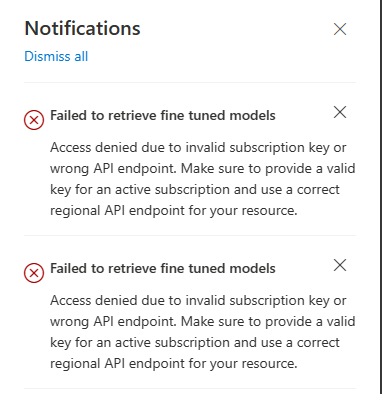 Notifications
Dismiss all
Failed to retrieve fine tuned models
Access denied due to invalid subscription key or
wrong API endpoint. Make sure to provide a valid
key for an active subscription and use a correct
regional API endpoint for your resource.
Failed to retrieve fine tuned models
Access denied due to invalid subscription key or
wrong API endpoint. Make sure to provide a valid
key for an active subscription and use a correct
regional API endpoint for your resource.